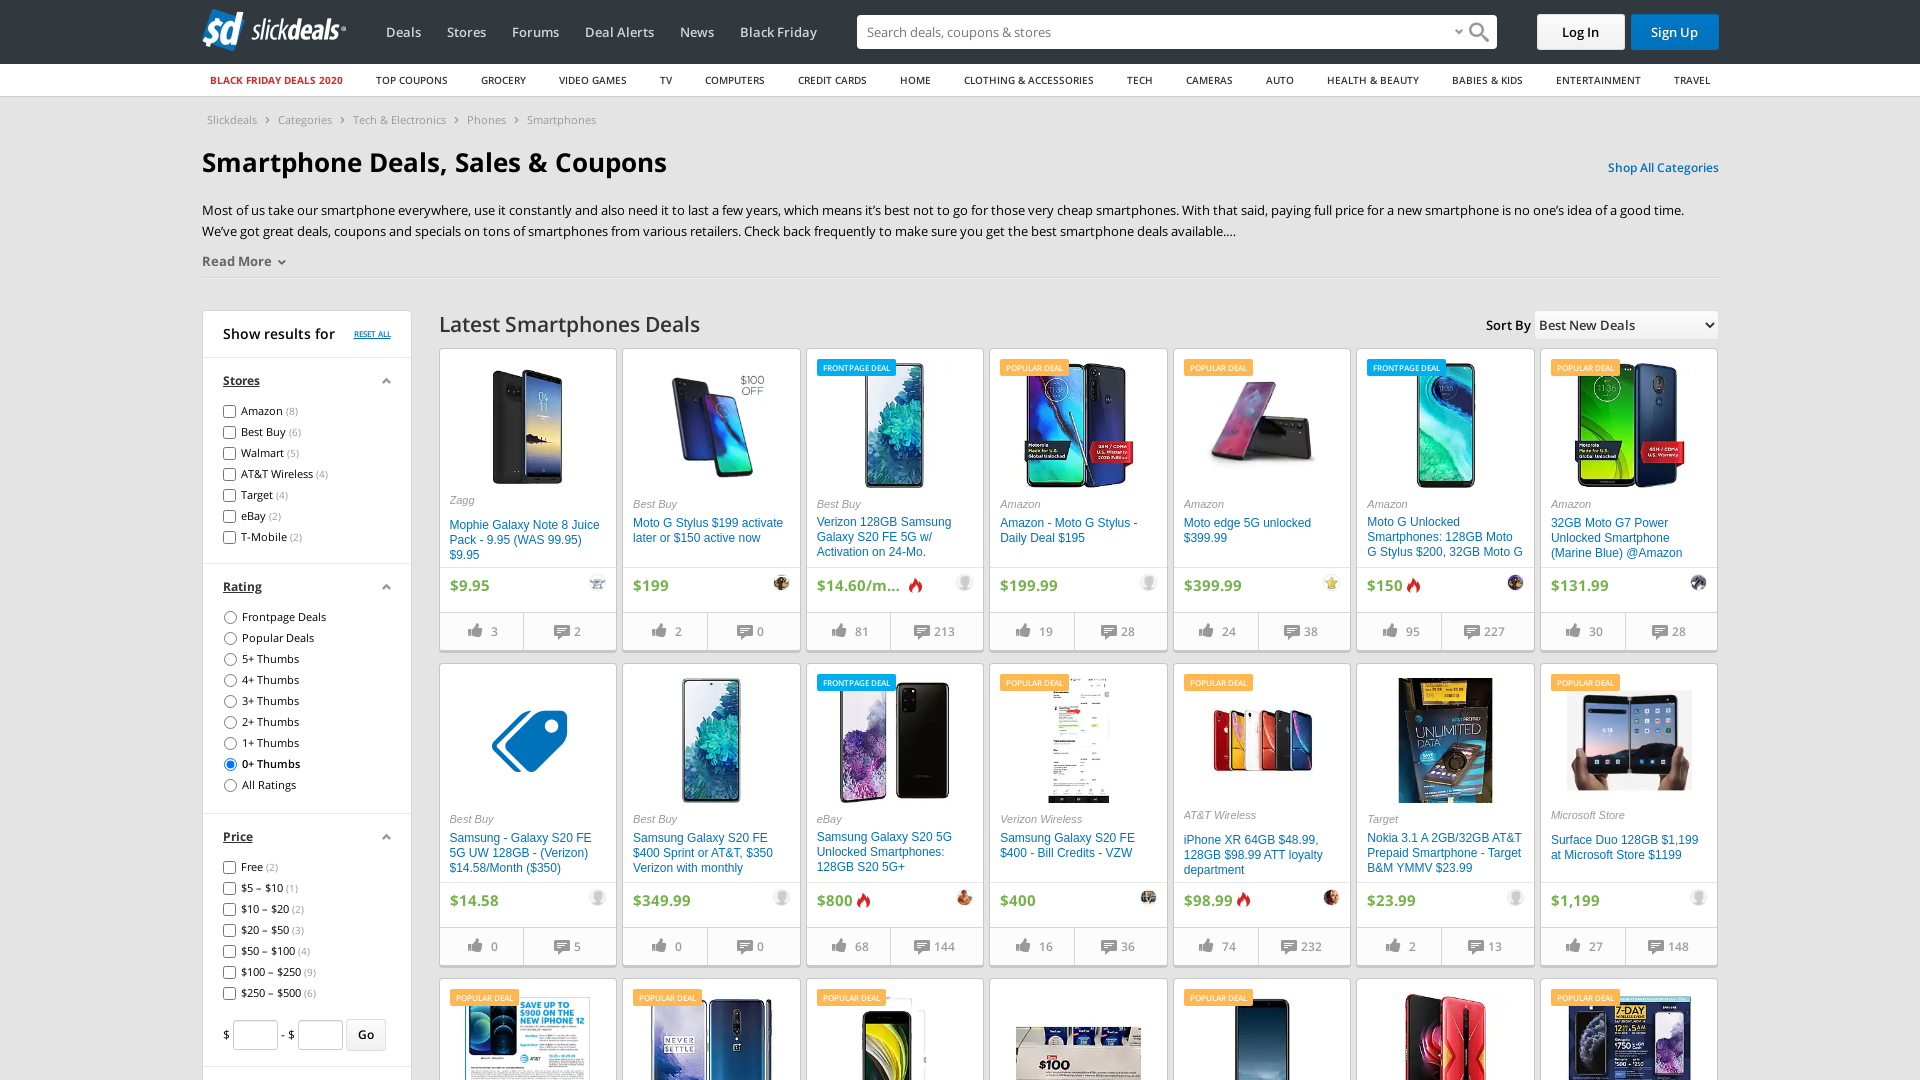 sd slickdeals
Deals
Stores
Forums
Deal Alerts
News
Black Friday
Search deals, coupons & stores
Log In
Sign Up
BLACK FRIDAY DEALS 2020
TOP COUPONS
GROCERY
VIDEO GAMES
TV
COMPUTERS
CREDIT CARDS
HOME
CLOTHING & ACCESSORIES
TECH
CAMERAS
AUTO
HEALTH & BEAUTY
BABIES & KIDS
ENTERTAINMENT
TRAVEL
Slickdeals > Categories > Tech & Electronics > Phones > Smartphones
Smartphone Deals, Sales & Coupons
Shop All Categories
Most of us take our smartphone everywhere, use it constantly and also need it to last a few years, which means it’s best not to go for those very cheap smartphones. With that said, paying full price for a new smartphone is no one’s idea of a good time.
We’ve got great deals, coupons and specials on tons of smartphones from various retailers. Check back frequently to make sure you get the best smartphone deals available.…
Read More
Show results for
RESET ALL
Stores
Amazon (8)
Best Buy (6)
Walmart (5)
AT&T Wireless (4)
Target (4)
eBay (2)
T-Mobile (2)
Rating
Frontpage Deals
Popular Deals
5+ Thumbs
4+ Thumbs
3+ Thumbs
2+ Thumbs
1+ Thumbs
0+ Thumbs
All Ratings
Price
Free (2)
$5 – $10 (1)
$10 – $20 (2)
$20 – $50 (3)
$50 – $100 (4)
$100 – $250 (9)
$250 – $500 (6)
$ - $ Go
Latest Smartphones Deals
Sort By Best New Deals
Zagg
Mophie Galaxy Note 8 Juice
Pack - 9.95 (WAS 99.95)
$9.95
$9.95
3
2
$100
OFF
Best Buy
Moto G Stylus $199 activate
later or $150 active now
$199
2
0
FRONTPAGE DEAL
Best Buy
Verizon 128GB Samsung
Galaxy S20 FE 5G w/
Activation on 24-Mo.
$14.60/m...
81
213
POPULAR DEAL
Amazon
Amazon - Moto G Stylus -
Daily Deal $195
$199.99
19
28
POPULAR DEAL
Amazon
Moto edge 5G unlocked
$399.99
$399.99
24
38
FRONTPAGE DEAL
Amazon
Moto G Unlocked
Smartphones: 128GB Moto
G Stylus $200, 32GB Moto G
$150
95
227
POPULAR DEAL
Amazon
32GB Moto G7 Power
Unlocked Smartphone
(Marine Blue) @Amazon
$131.99
30
28
Best Buy
Samsung - Galaxy S20 FE
5G UW 128GB - (Verizon)
$14.58/Month ($350)
$14.58
0
5
Best Buy
Samsung Galaxy S20 FE
$400 Sprint or AT&T, $350
Verizon with monthly
$349.99
0
0
FRONTPAGE DEAL
eBay
Samsung Galaxy S20 5G
Unlocked Smartphones:
128GB S20 5G+
$800
68
144
POPULAR DEAL
Verizon Wireless
Samsung Galaxy S20 FE
$400 - Bill Credits - VZW
$400
16
36
POPULAR DEAL
AT&T Wireless
iPhone XR 64GB $48.99,
128GB $98.99 ATT loyalty
department
$98.99
74
232
UNLIMITED
DATA
Target
Nokia 3.1 A 2GB/32GB AT&T
Prepaid Smartphone - Target
B&M YMMV $23.99
$23.99
2
13
POPULAR DEAL
Microsoft Store
Surface Duo 128GB $1,199
at Microsoft Store $1199
$1,199
27
148
POPULAR DEAL
SAVE UP TO
$900 ON THE
NEW iPHONE 12
AT&T
POPULAR DEAL
NEVER
SETTLE
POPULAR DEAL
$100
POPULAR DEAL
POPULAR DEAL
7-DAY
$750